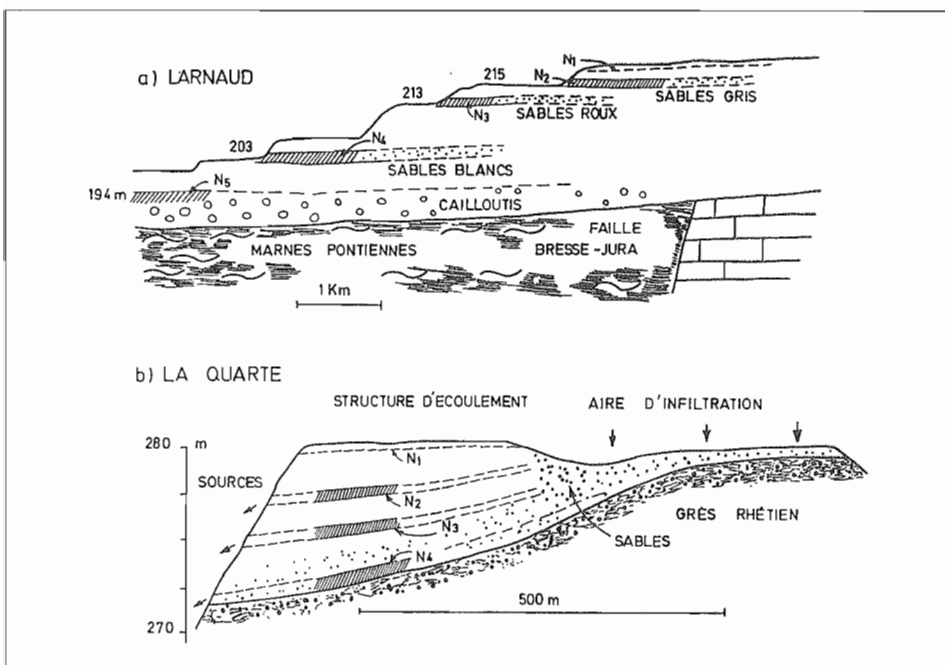 a) LARNAUD
N1
N2
215
SABLES GRIS
213
N3
SABLES ROUX
203
N4
SABLES BLANCS
N5
194 m
CAILLOUTIS
FAILLE
MARNES PONTIENNES
BRESSE-JURA
1 Km
b) LA QUARTE
STRUCTURE D'ECOULEMENT
AIRE D'INFILTRATION
280 m
N1
SOURCES
N2
N3
GRÈS RHÉTIEN
SABLES
N4
500 m
270